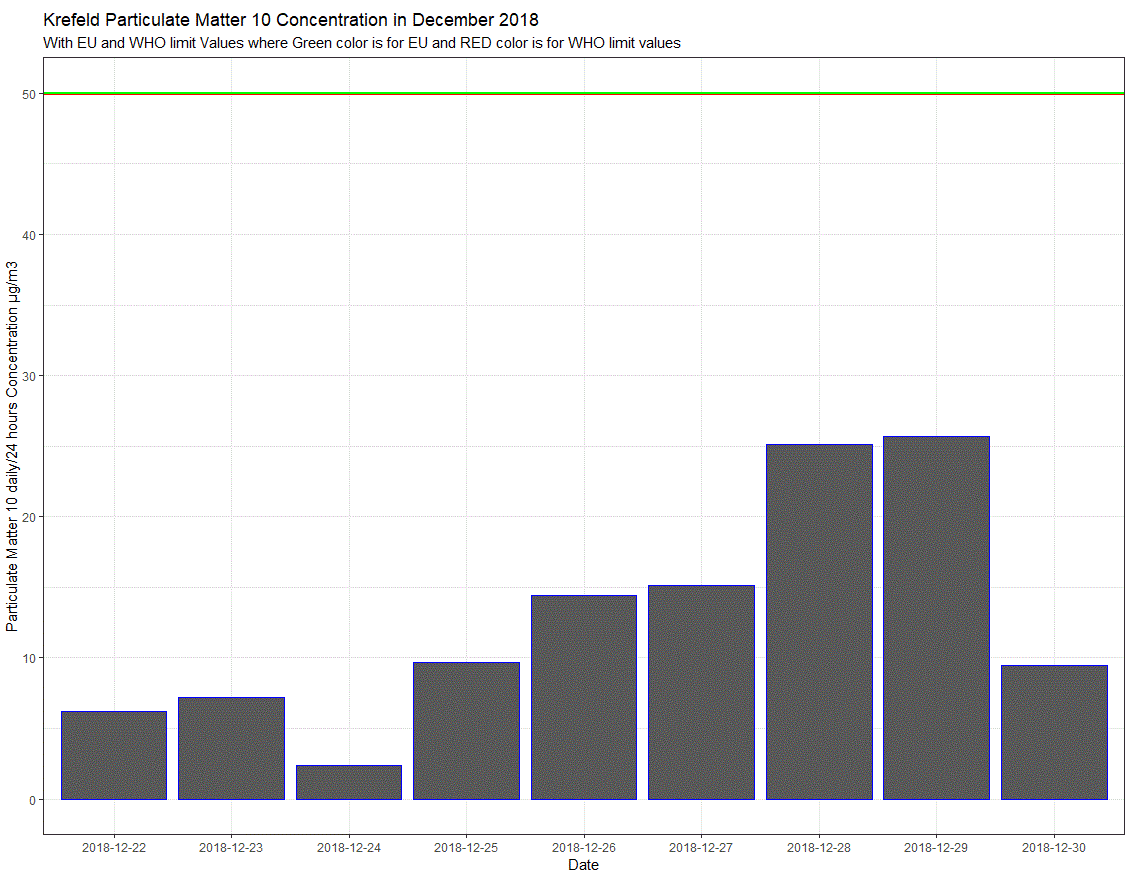 Krefeld Particulate Matter 10 Concentration in December 2018
With EU and WHO limit Values where Green color is for EU and RED color is for WHO limit values
Particulate Matter 10 daily/24 hours Concentration µg/m3
50
40
30
20
10
0
2018-12-22 2018-12-23 2018-12-24 2018-12-25 2018-12-26 2018-12-27 2018-12-28 2018-12-29 2018-12-30
Date